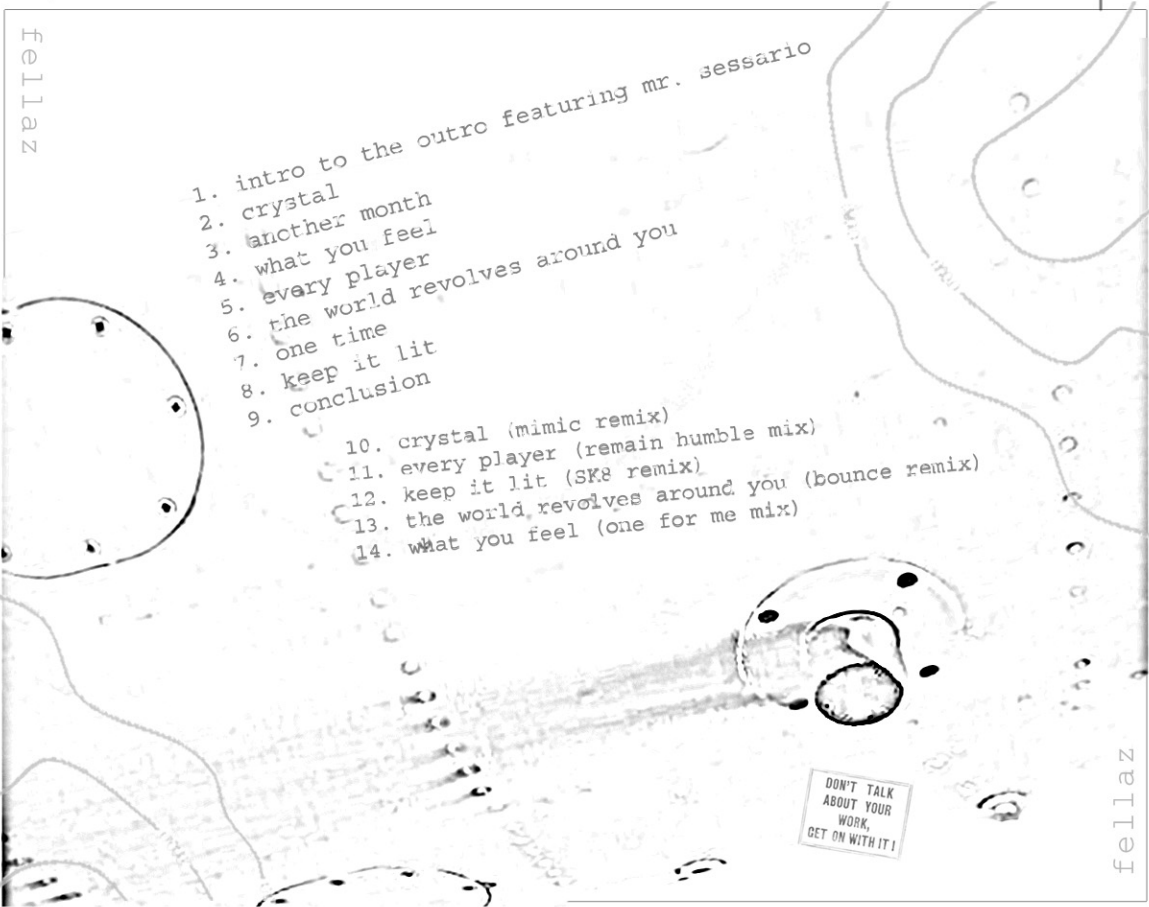 fellaz
1. intro to the outro featuring mr. sessario
2. crystal
3. another month
4. what you feel
5. every player
6. the world revolves around you
7. one time
8. keep it lit
9. conclusion
10. crystal (mimic remix)
11. every player (remain humble mix)
12. keep it lit (SK8 remix)
13. the world revolves around you (bounce remix)
14. what you feel (one for me mix)
DON'T TALK
ABOUT YOUR
WORK,
GET ON WITH IT!
fellaz